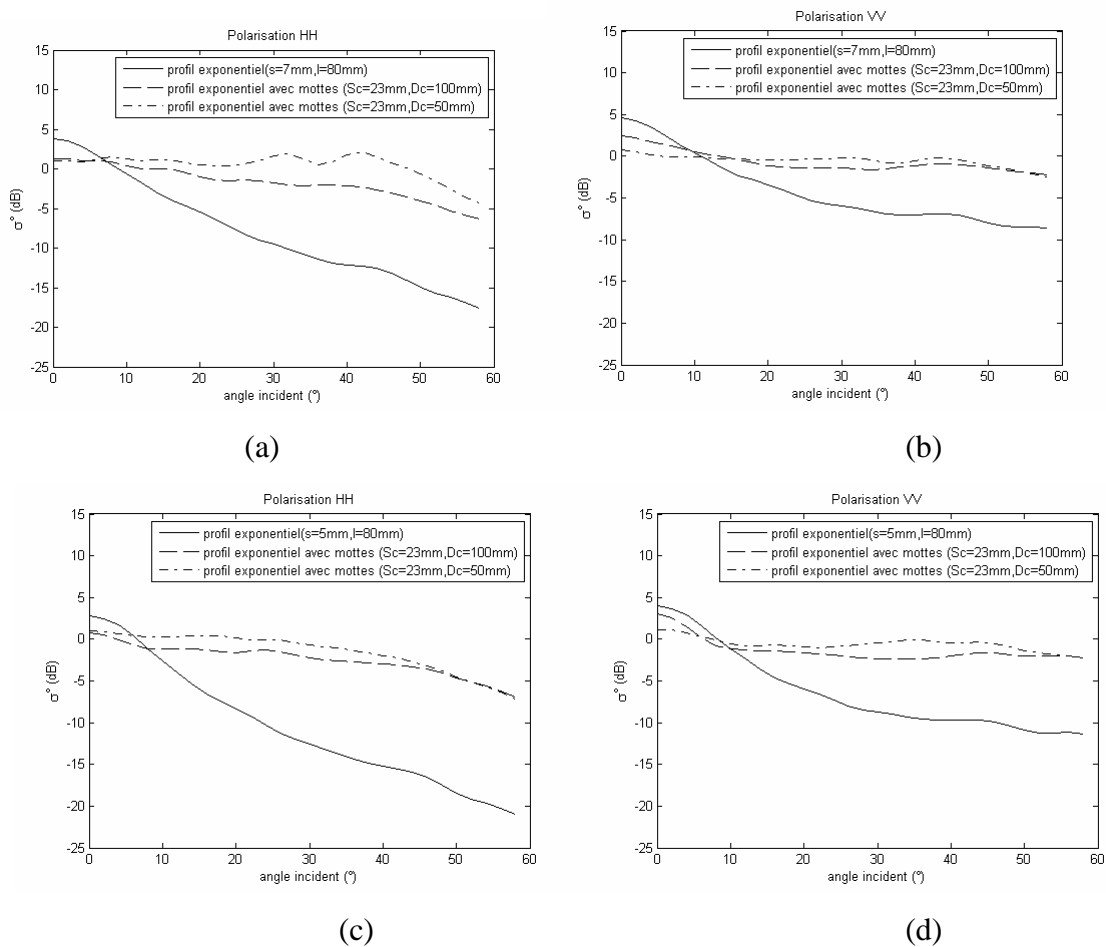 Polarisation HH
profil exponentiel(s=7mm,l=80mm)
profil exponentiel avec mottes (Sc=23mm,Dc=100mm)
profil exponentiel avec mottes (Sc=23mm,Dc=50mm)
15
10
5
0
-5
-10
-15
-20
-25
σ° (dB)
0 10 20 30 40 50 60
angle incident (°)
(a)
Polarisation VV
profil exponentiel(s=7mm,l=80mm)
profil exponentiel avec mottes (Sc=23mm,Dc=100mm)
profil exponentiel avec mottes (Sc=23mm,Dc=50mm)
15
10
5
0
-5
-10
-15
-20
-25
σ° (dB)
0 10 20 30 40 50 60
angle incident (°)
(b)
Polarisation HH
profil exponentiel(s=5mm,l=80mm)
profil exponentiel avec mottes (Sc=23mm,Dc=100mm)
profil exponentiel avec mottes (Sc=23mm,Dc=50mm)
15
10
5
0
-5
-10
-15
-20
-25
σ° (dB)
0 10 20 30 40 50 60
angle incident (°)
(c)
Polarisation VV
profil exponentiel(s=5mm,l=80mm)
profil exponentiel avec mottes (Sc=23mm,Dc=100mm)
profil exponentiel avec mottes (Sc=23mm,Dc=50mm)
15
10
5
0
-5
-10
-15
-20
-25
σ° (dB)
0 10 20 30 40 50 60
angle incident (°)
(d)